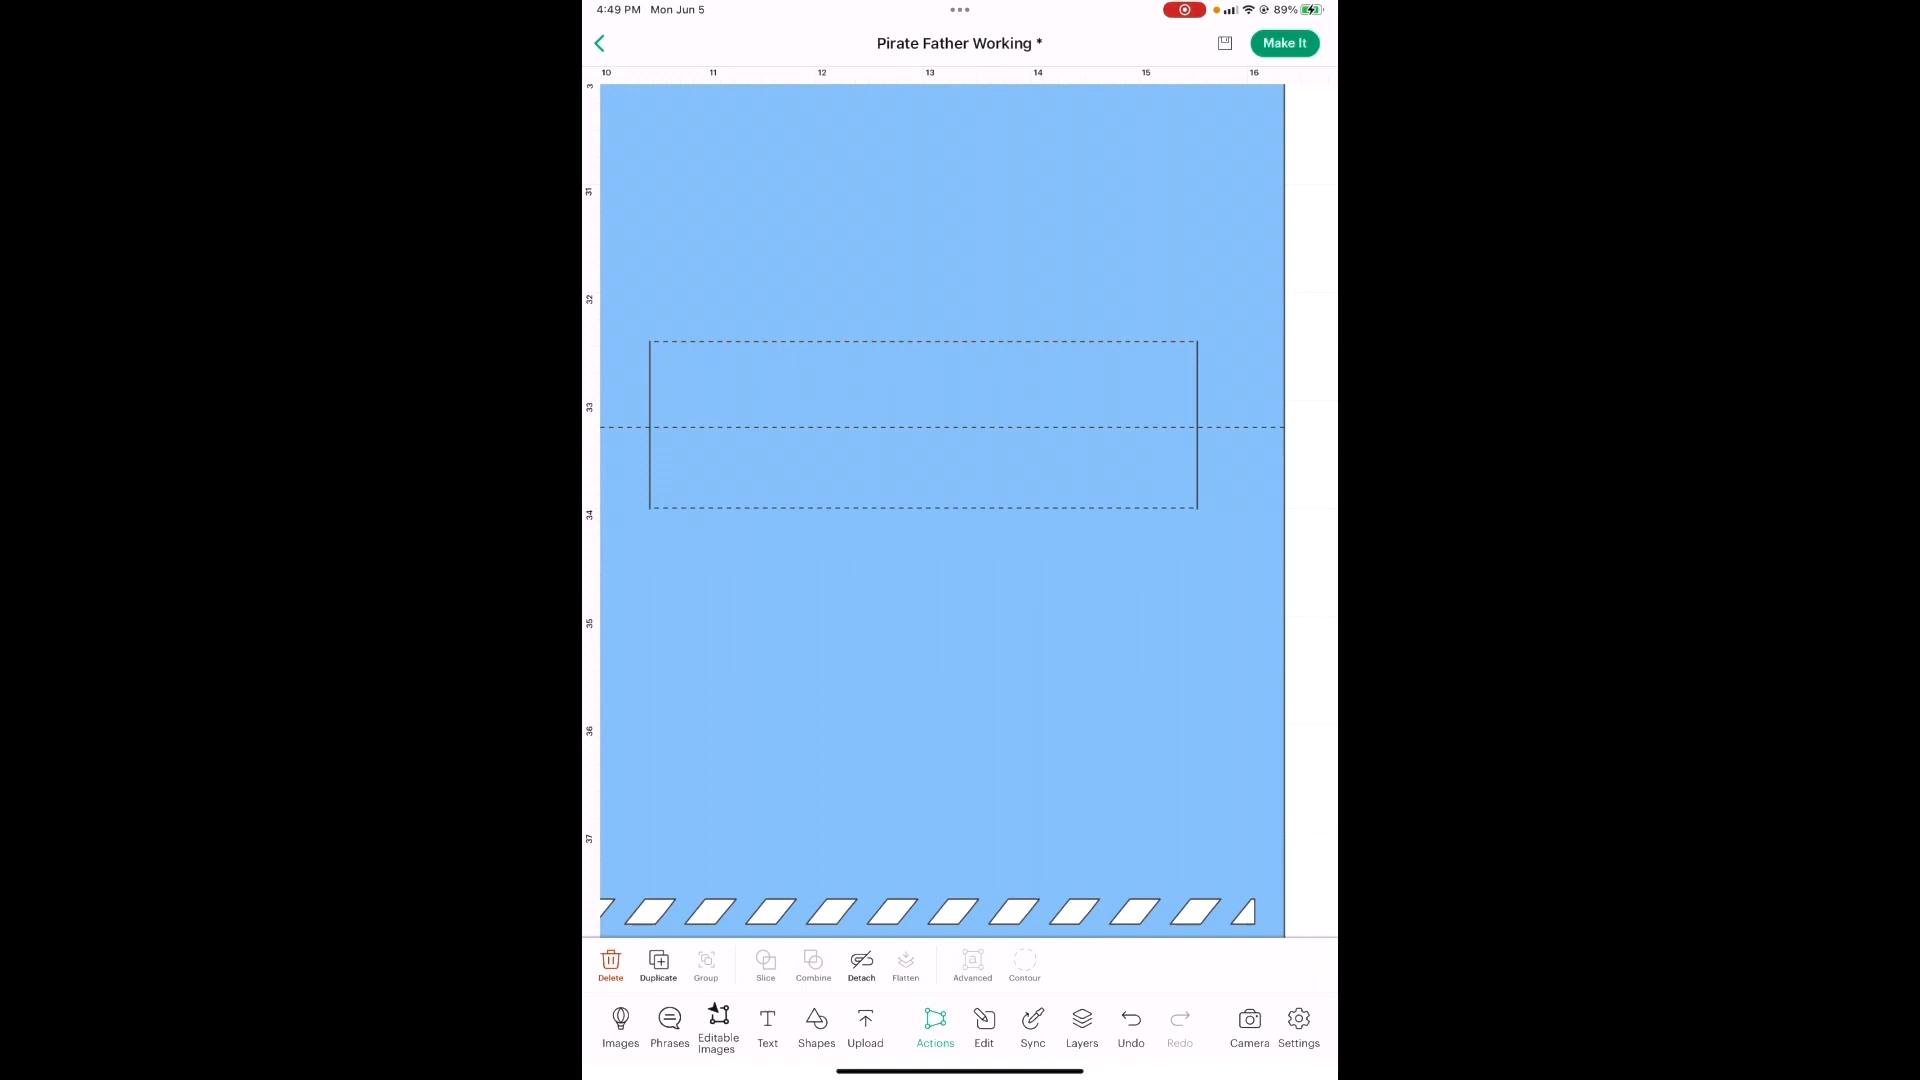 4:49 PM Mon Jun 5
89%
Pirate Father Working *
Make It
10 11 12 13 14 15 16
3
31
32
33
34
35
36
37
Delete Duplicate Group Slice Combine Detach Flatten Advanced Contour
Images Phrases Editable Images Text Shapes Upload Actions Edit Sync Layers Undo Redo Camera Settings